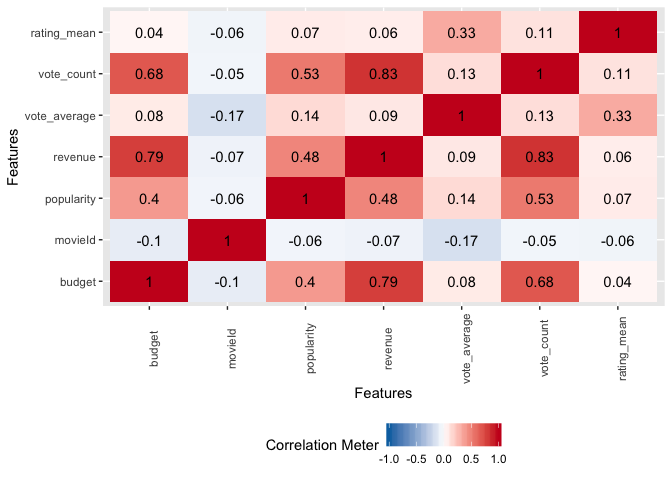 rating_mean 0.04 -0.06 0.07 0.06 0.33 0.11 1
vote_count 0.68 -0.05 0.53 0.83 0.13 1 0.11
vote_average 0.08 -0.17 0.14 0.09 1 0.13 0.33
revenue 0.79 -0.07 0.48 1 0.09 0.83 0.06
popularity 0.4 -0.06 1 0.48 0.14 0.53 0.07
movieId -0.1 1 -0.06 -0.07 -0.17 -0.05 -0.06
budget 1 -0.1 0.4 0.79 0.08 0.68 0.04
Features
budget movieId popularity revenue vote_average vote_count rating_mean
Features
Correlation Meter
-1.0 -0.5 0.0 0.5 1.0